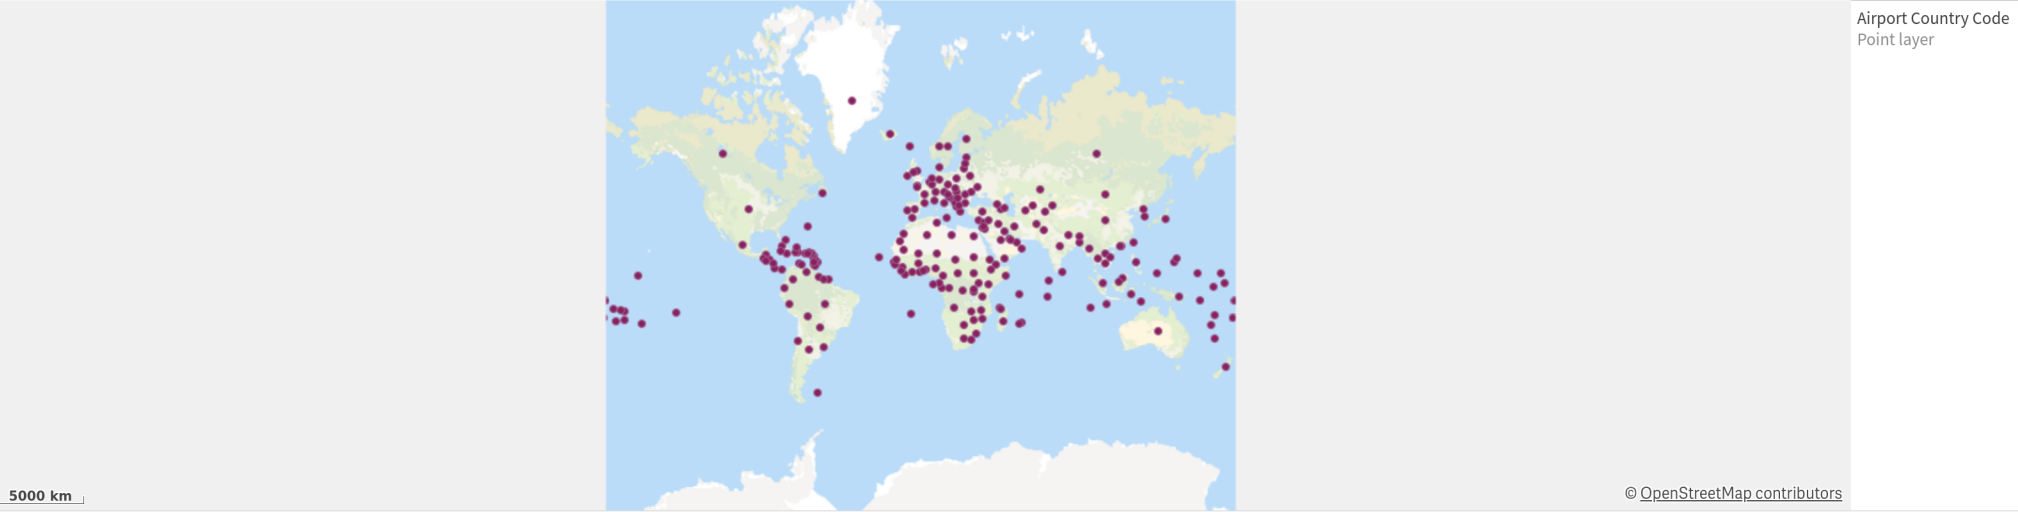 Airport Country Code
Point layer
5000 km
© OpenStreetMap contributors